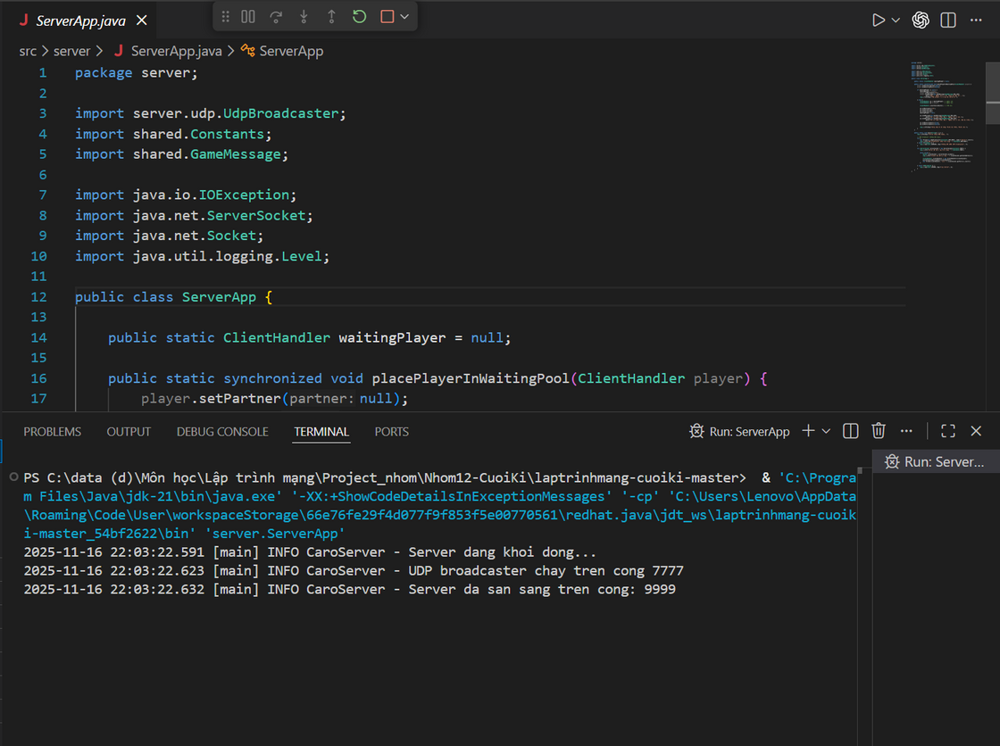 J ServerApp.java
src > server > J ServerApp.java > ServerApp
1 package server;
2
3 import server.udp.UdpBroadcaster;
4 import shared.Constants;
5 import shared.GameMessage;
6
7 import java.io.IOException;
8 import java.net.ServerSocket;
9 import java.net.Socket;
10 import java.util.logging.Level;
11
12 public class ServerApp {
13
14 public static ClientHandler waitingPlayer = null;
15
16 public static synchronized void placePlayerInWaitingPool(ClientHandler player) {
17 player.setPartner(partner: null);
PROBLEMS OUTPUT DEBUG CONSOLE TERMINAL PORTS Run: ServerApp
Run: Server...
PS C:\data (d)\Môn học\Lập trình mạng\Project_nhom\Nhom12-CuoiKi\laptrinhmang-cuoiki-master> & 'C:\Progra
m Files\Java\jdk-21\bin\java.exe' '-XX:+ShowCodeDetailsInExceptionMessages' '-cp' 'C:\Users\Lenovo\AppData
\Roaming\Code\User\workspaceStorage\66e76fe29f4d077f9f853f5e00770561\redhat.java\jdt_ws\laptrinhmang-cuoik
i-master_54bf2622\bin' 'server.ServerApp'
2025-11-16 22:03:22.591 [main] INFO CaroServer - Server dang khoi dong...
2025-11-16 22:03:22.623 [main] INFO CaroServer - UDP broadcaster chay tren cong 7777
2025-11-16 22:03:22.632 [main] INFO CaroServer - Server da san sang tren cong: 9999